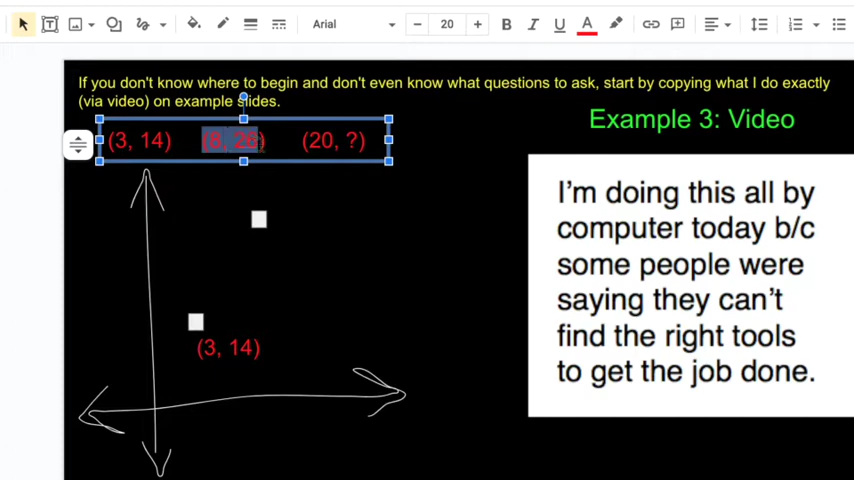 Arial
20
If you don't know where to begin and don't even know what questions to ask, start by copying what I do exactly
(via video) on example slides.
(3, 14) (8, 26) (20, ?)
Example 3: Video
I'm doing this all by
computer today b/c
some people were
saying they can't
find the right tools
to get the job done.
(3, 14)